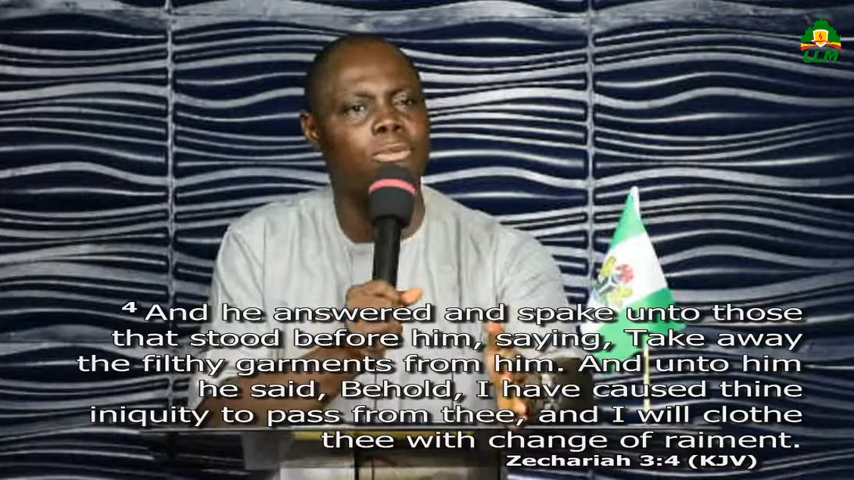 LLM
4 And he answered and spake unto those
that stood before him, saying, Take away
the filthy garments from him. And unto him
he said, Behold, I have caused thine
iniquity to pass from thee, and I will clothe
thee with change of raiment.
Zechariah 3:4 (KJV)